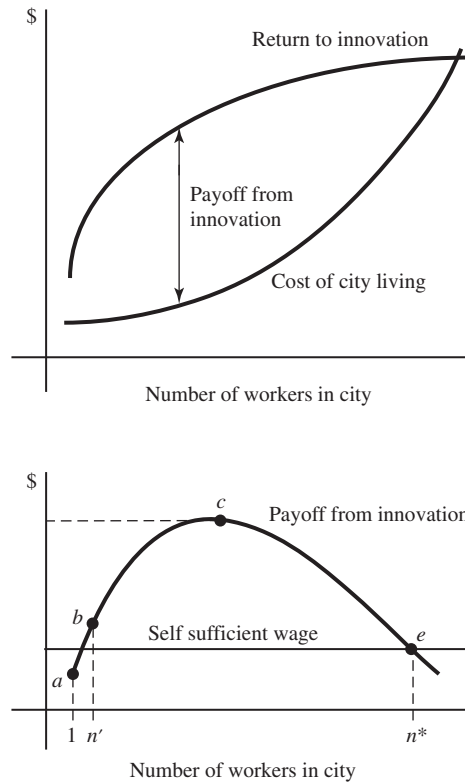 $
Return to innovation
Payoff from
innovation
Cost of city living
Number of workers in city
$
c
Payoff from innovation
b
Self sufficient wage
e
a
1
n′
n*
Number of workers in city